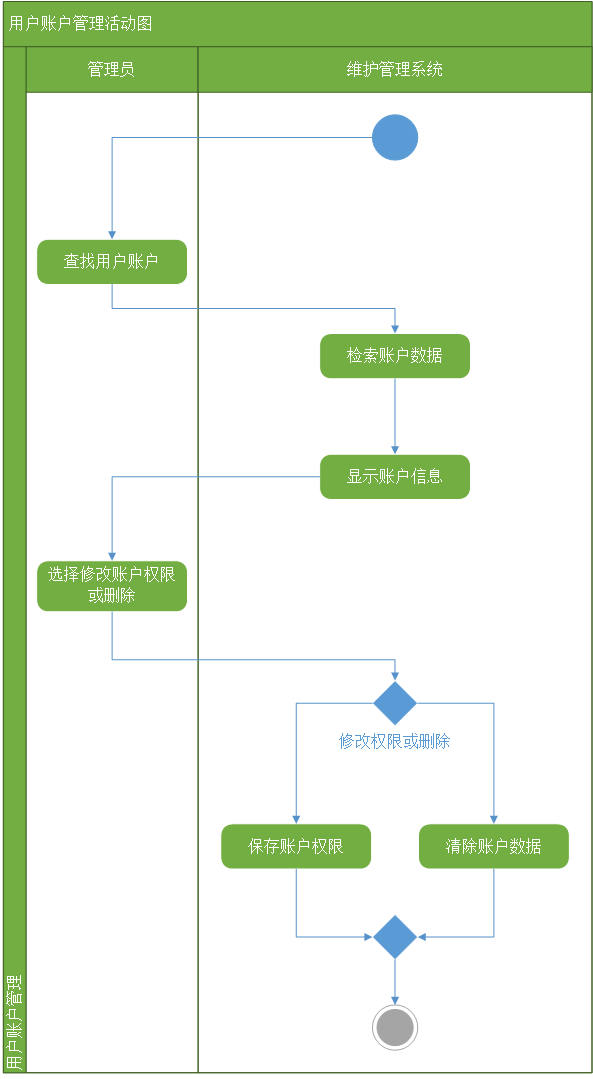 用户账户管理活动图
管理员
维护管理系统
查找用户账户
检索账户数据
显示账户信息
选择修改账户权限
或删除
修改权限或删除
保存账户权限
清除账户数据
用户账户管理